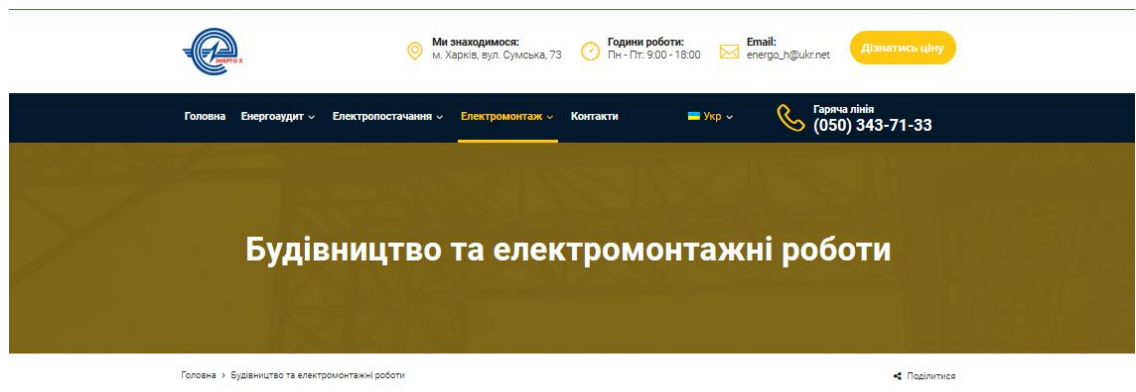 ЭНЕРГО Х
Ми знаходимося:
м. Харків, вул. Сумська, 73
Години роботи:
Пн - Пт: 9:00 - 18:00
Email:
energo_h@ukr.net
Дізнатись ціну
Головна Енергоаудит Електропостачання Електромонтаж Контакти Укр
Гаряча лінія
(050) 343-71-33
Будівництво та електромонтажні роботи
Головна > Будівництво та електромонтажні роботи
Поділитися